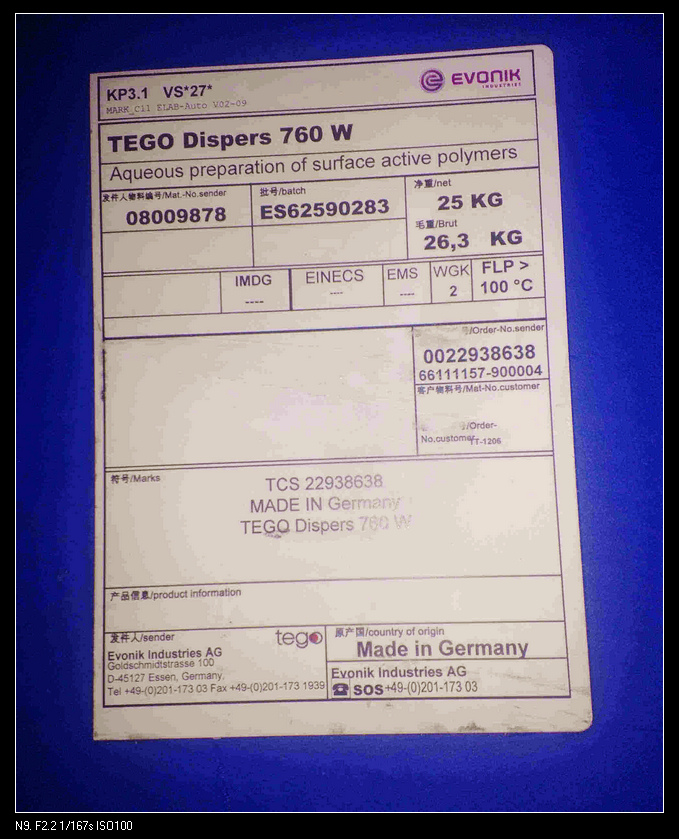 KP3.1 VS*27*
MARK_C11 ELAB-Auto V02-09
EVONIK
INDUSTRIES
TEGO Dispers 760 W
Aqueous preparation of surface active polymers
发件人物料编号/Mat.-No.sender
08009878
批号/batch
ES62590283
净重/net
25 KG
毛重/Brut
26,3 KG
IMDG
----
EINECS
----
EMS
----
WGK
2
FLP >
100 °C
/Order-No.sender
0022938638
66111157-900004
客户物料号/Mat-No.customer
/Order-
No.customer
TT-1206
符号/Marks
TCS 22938638
MADE IN Germany
TEGO Dispers 760 W
产品信息/product information
发件人/sender
tego
Evonik Industries AG
Goldschmidtstrasse 100
D-45127 Essen, Germany,
Tel +49-(0)201-173 03 Fax +49-(0)201-173 1939
原产国/country of origin
Made in Germany
Evonik Industries AG
☎ SOS +49-(0)201-173 03
N9. F2.2 1/167s ISO100